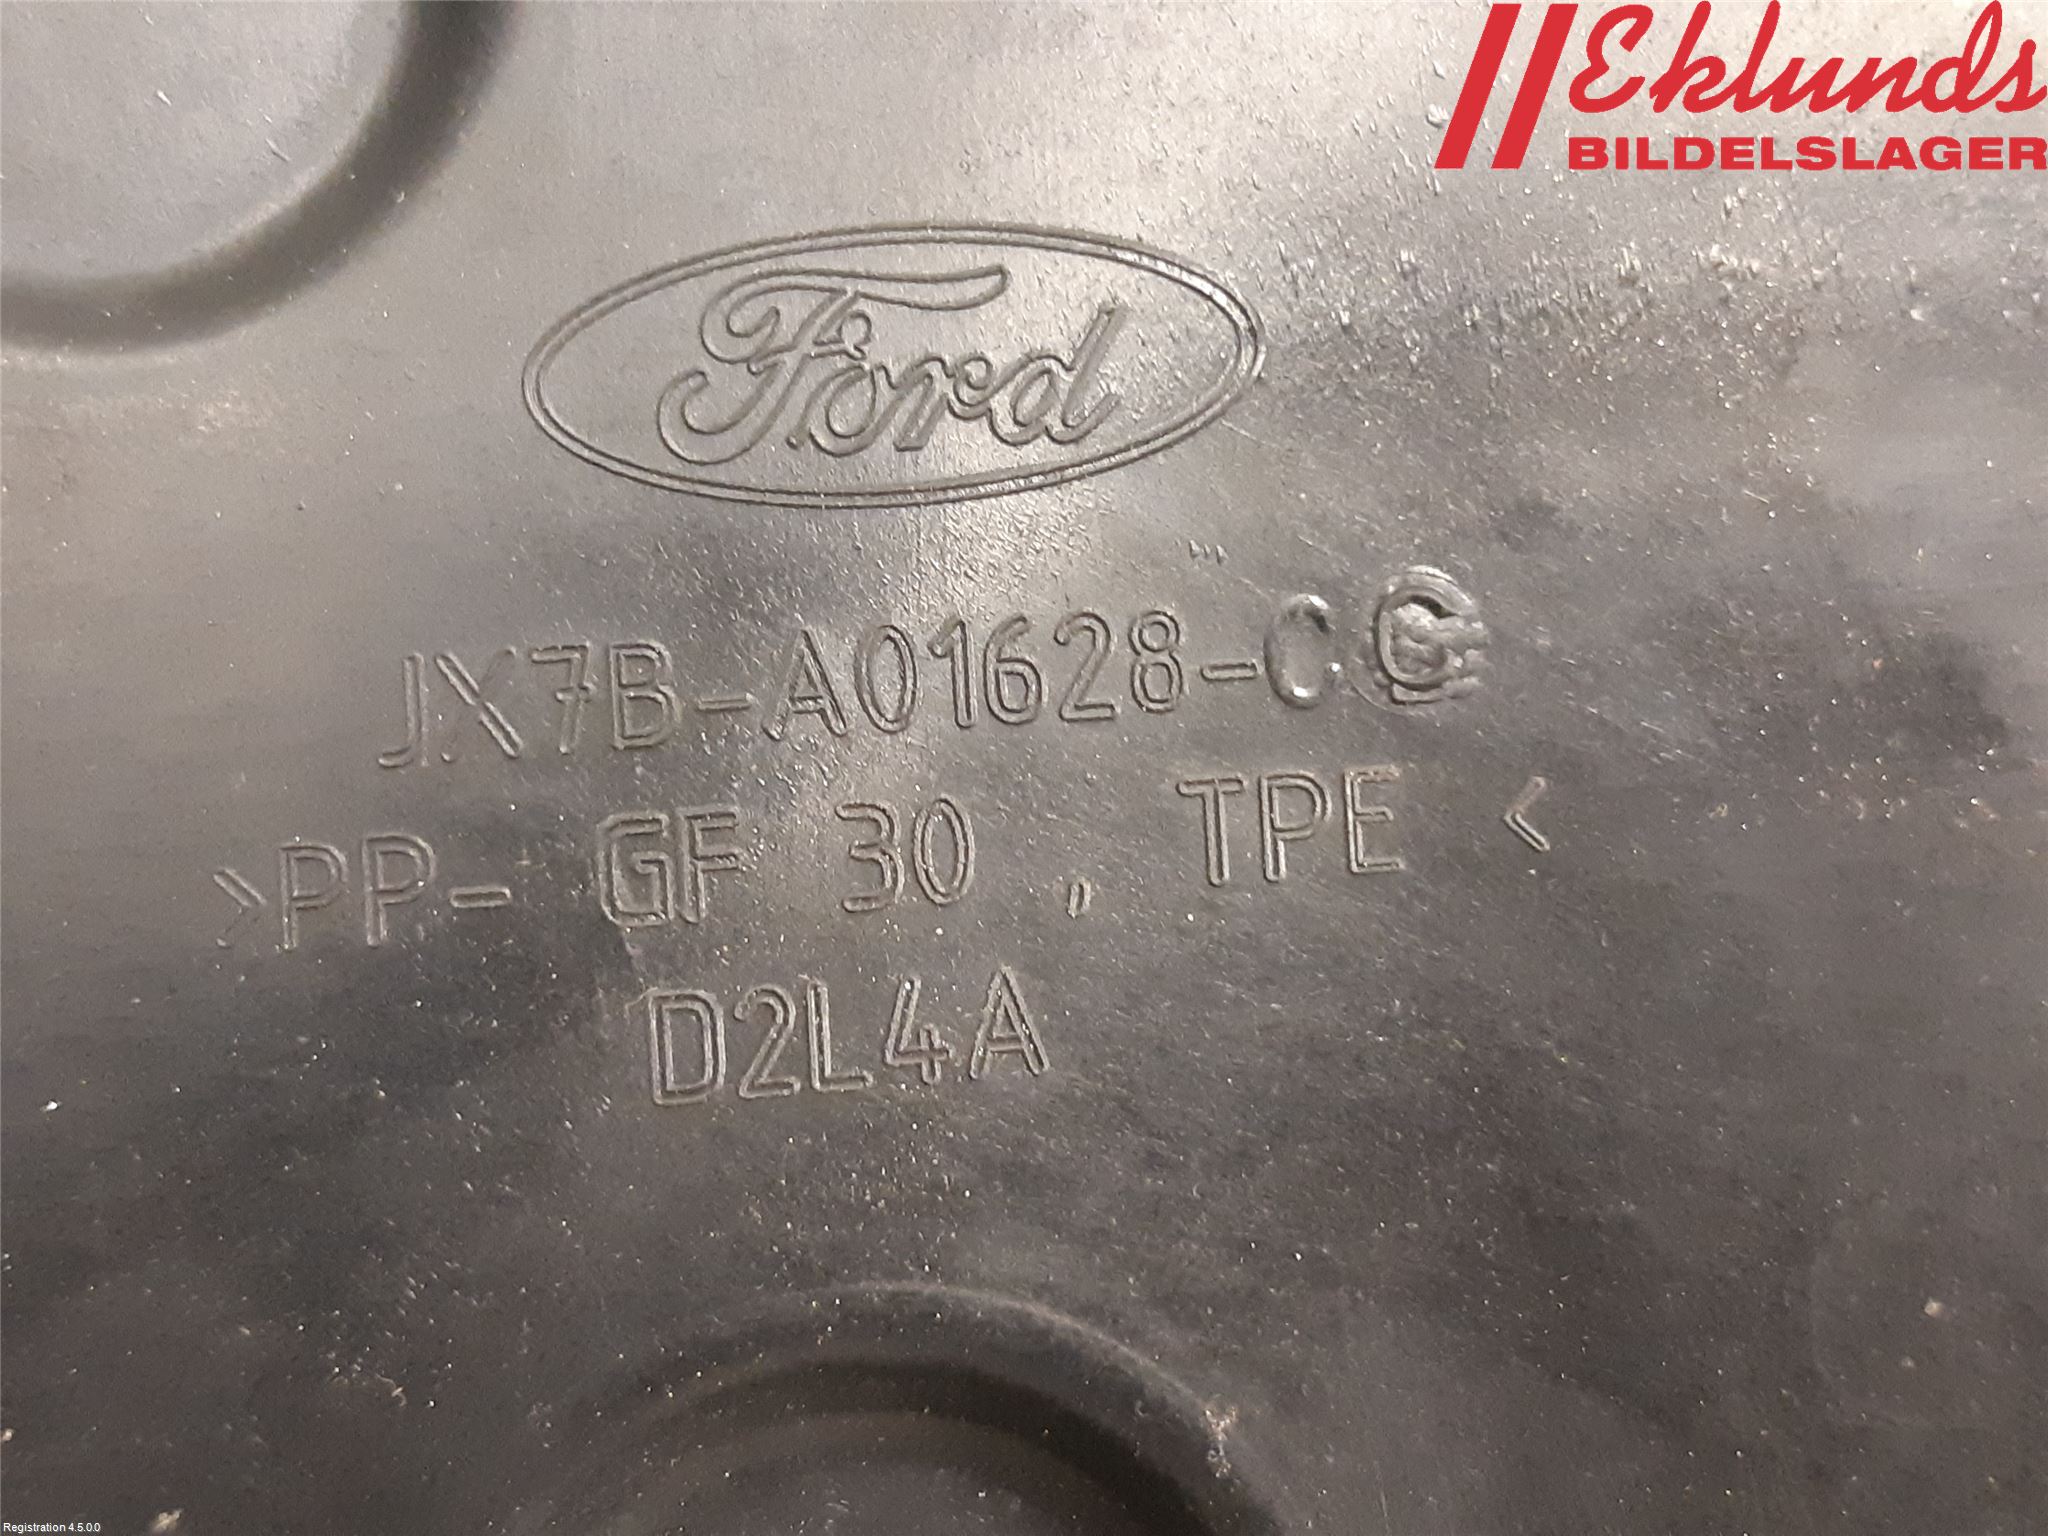 Eklunds
BILDELSLAGER
Ford
JX7B-A01628-CC
>PP- GF 30 , TPE <
D2L4A
Registration 4.5.0.0